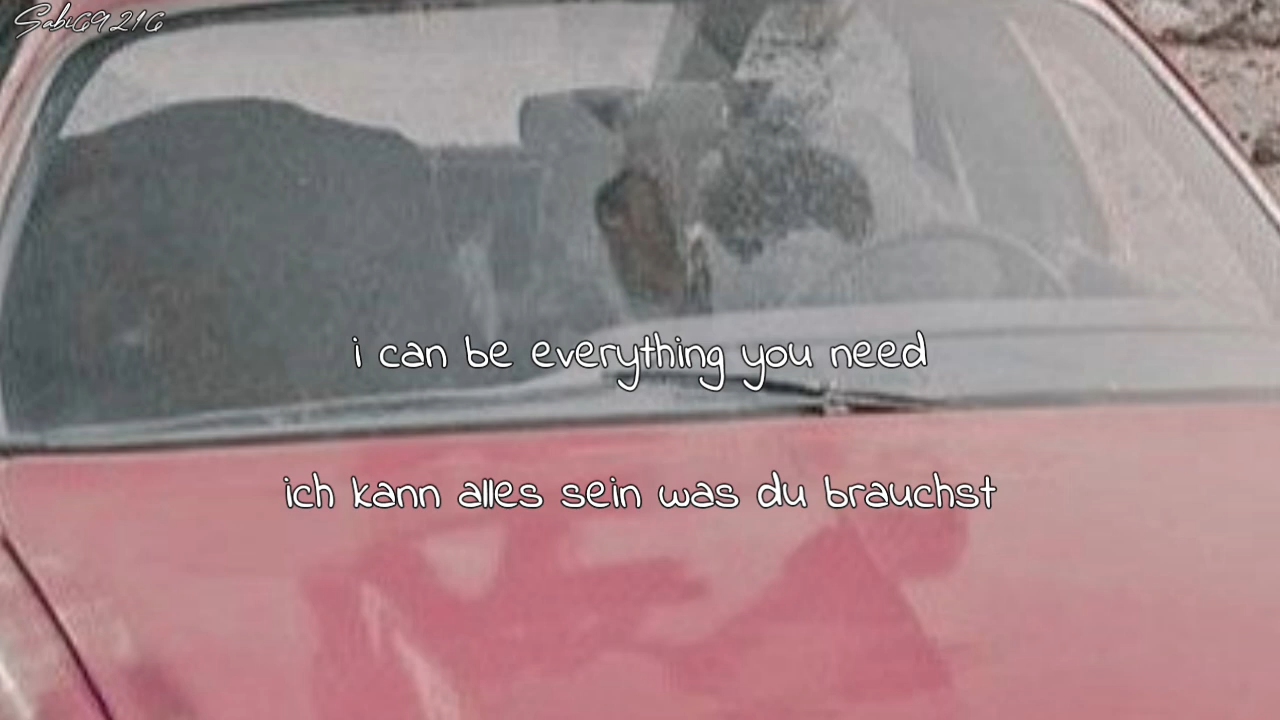 Sabi69216
i can be everything you need
ich kann alles sein was du brauchst